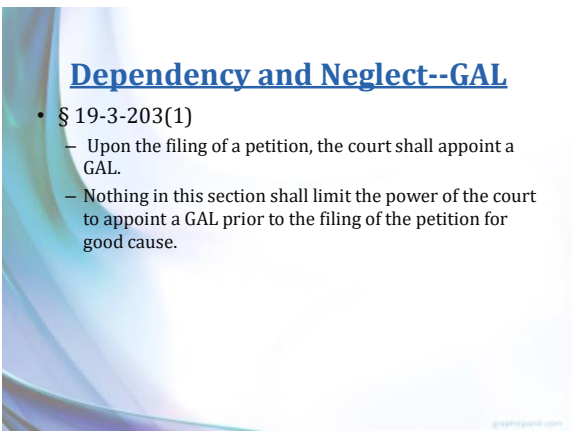 Dependency and Neglect--GAL
• § 19-3-203(1)
– Upon the filing of a petition, the court shall appoint a
GAL.
– Nothing in this section shall limit the power of the court
to appoint a GAL prior to the filing of the petition for
good cause.
graphicpanic.com